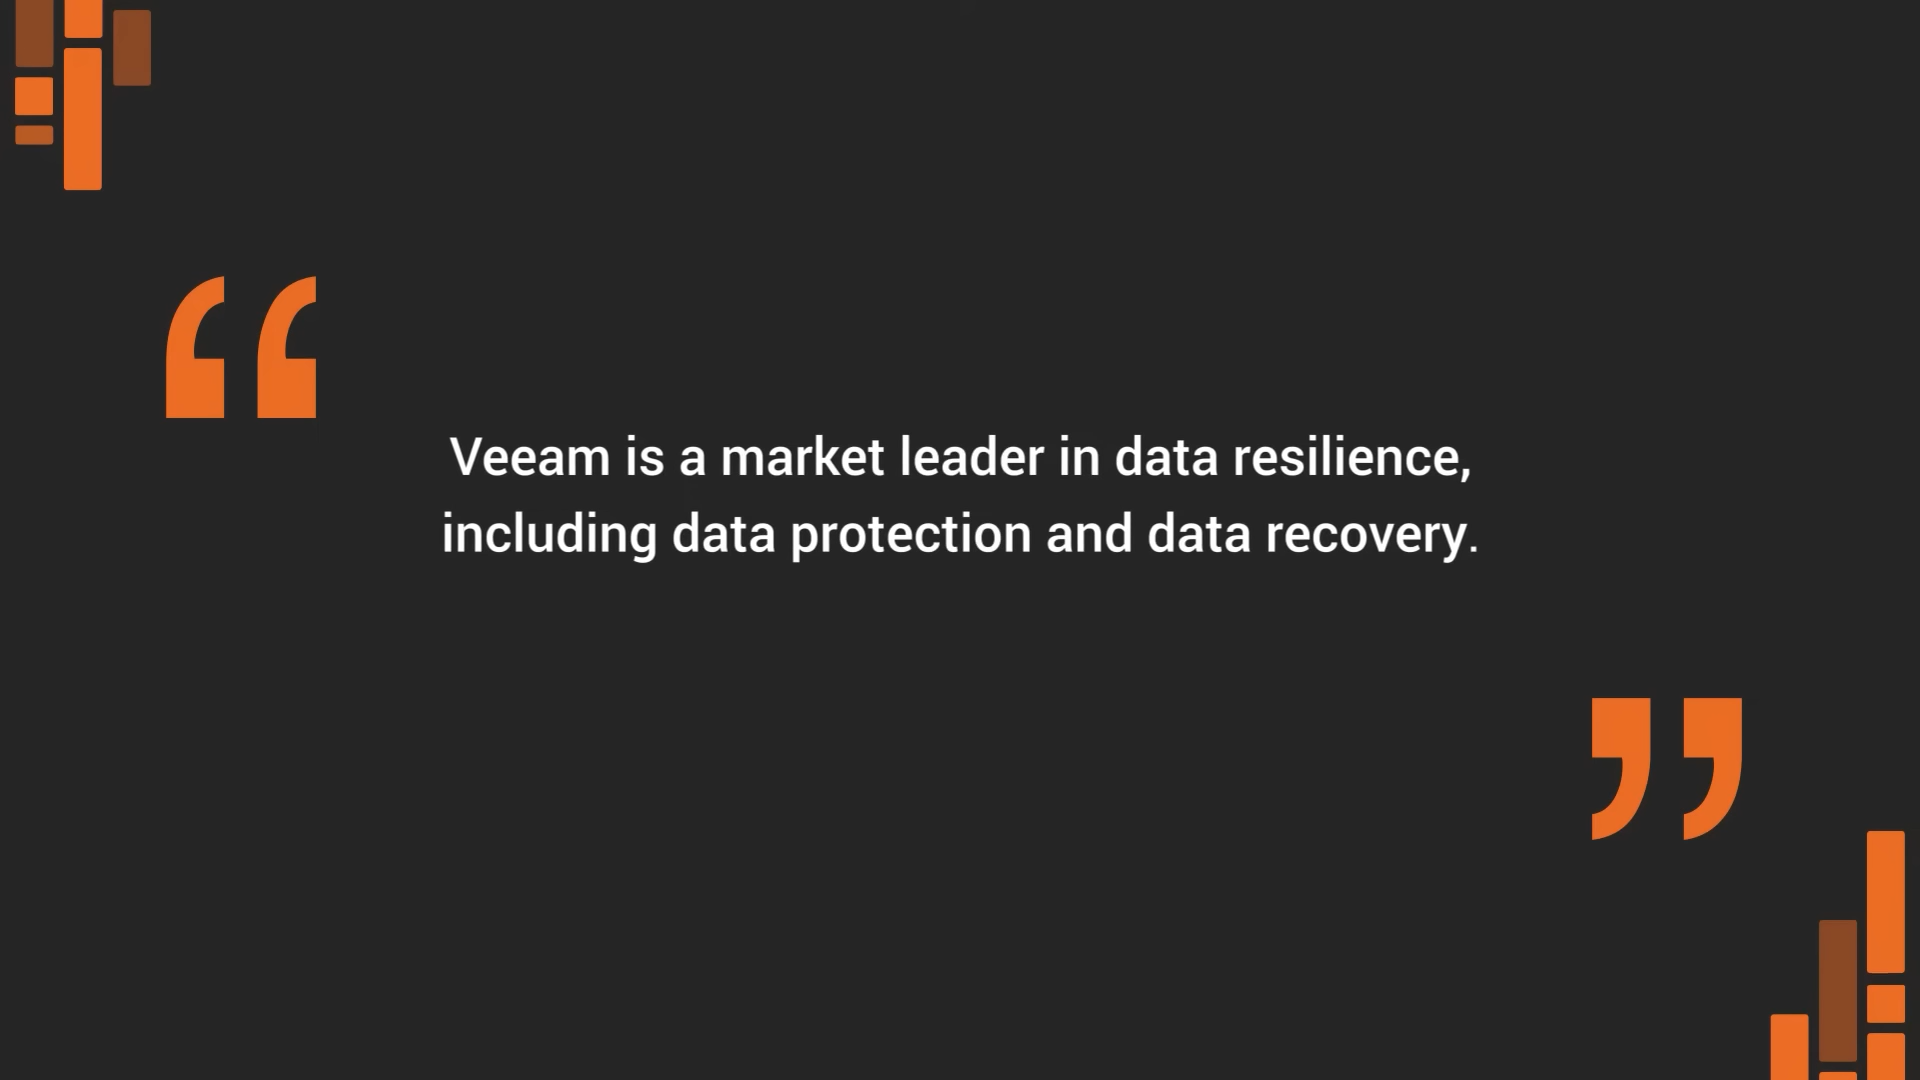 “
Veeam is a market leader in data resilience,
including data protection and data recovery.
”